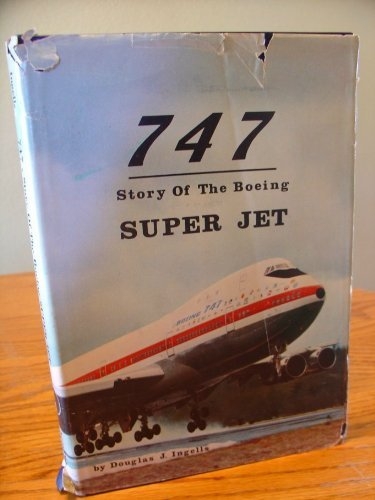 747
Story Of The Boeing
SUPER JET
BOEING 747
by Douglas J. Ingells